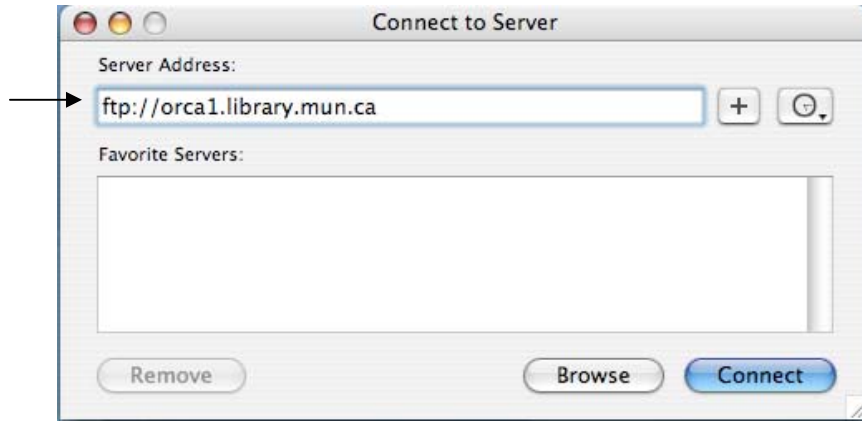 Connect to Server
Server Address:
ftp://orca1.library.mun.ca
Favorite Servers:
Remove
Browse
Connect